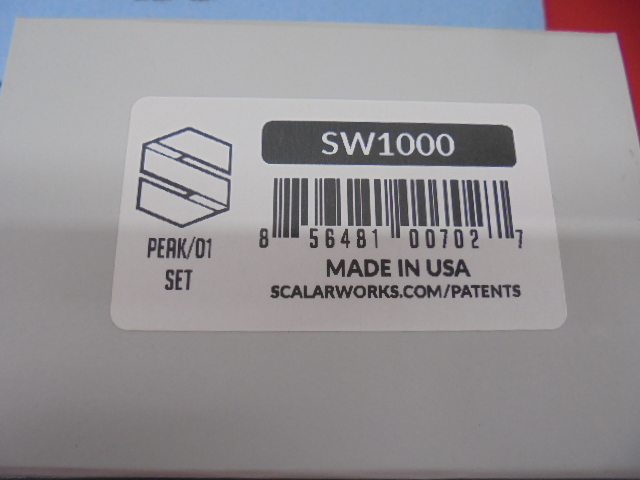 SW1000
8 56481 00702 7
PEAK/01
SET
MADE IN USA
SCALARWORKS.COM/PATENTS